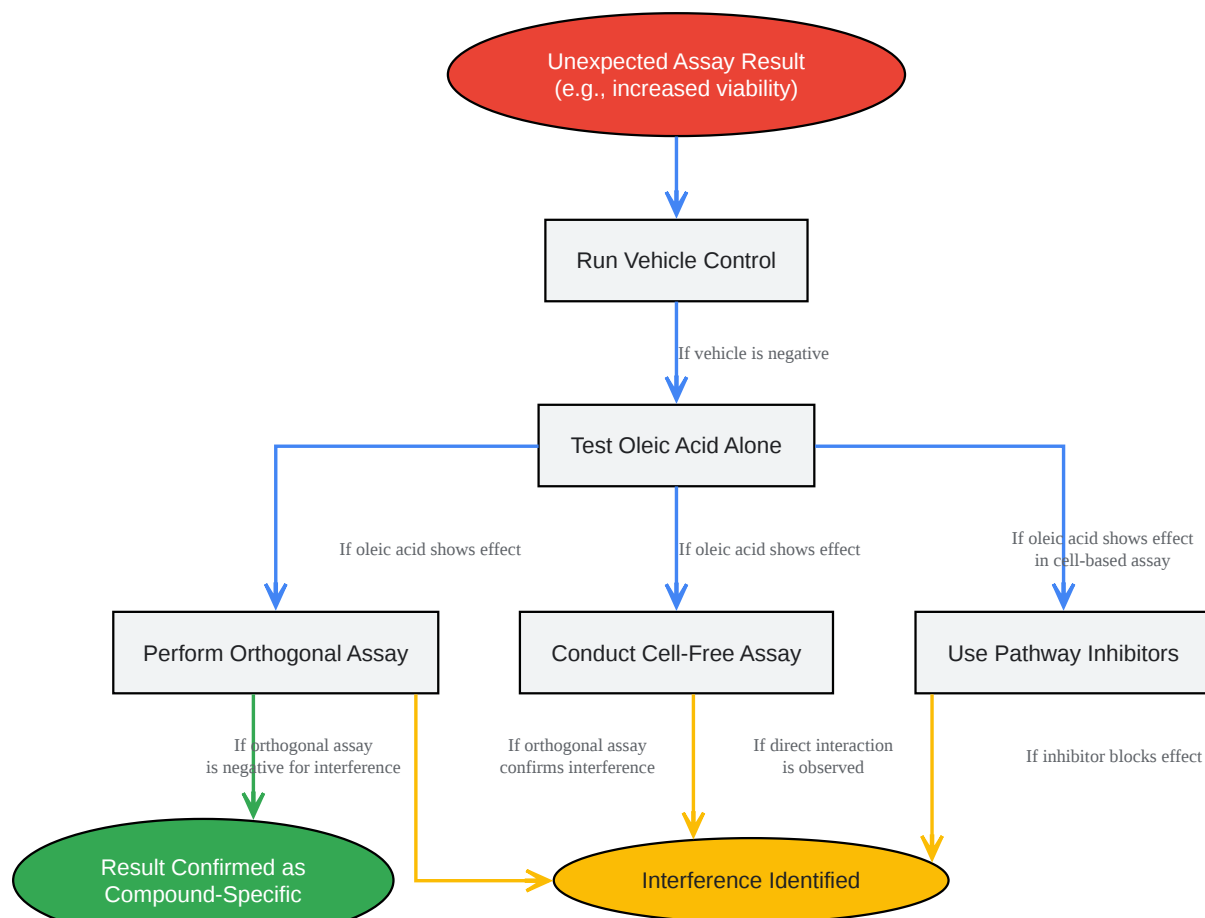 Unexpected Assay Result
(e.g., increased viability)
Run Vehicle Control
If vehicle is negative
Test Oleic Acid Alone
If oleic acid shows effect
If oleic acid shows effect
If oleic acid shows effect
in cell-based assay
Perform Orthogonal Assay
Conduct Cell-Free Assay
Use Pathway Inhibitors
If orthogonal assay
is negative for interference
If orthogonal assay
confirms interference
If direct interaction
is observed
If inhibitor blocks effect
Result Confirmed as
Compound-Specific
Interference Identified